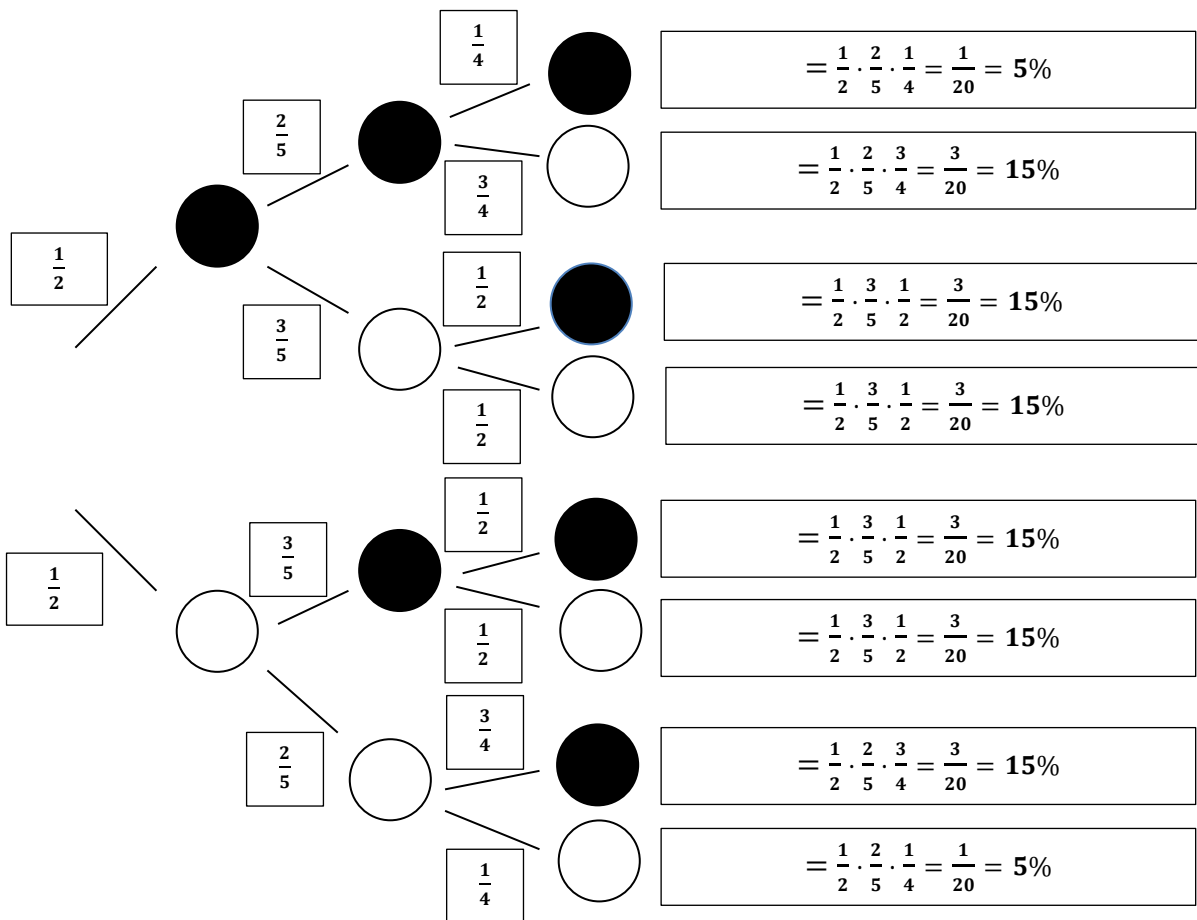 1/4
= 1/2 · 2/5 · 1/4 = 1/20 = 5%
2/5
= 1/2 · 2/5 · 3/4 = 3/20 = 15%
3/4
1/2
1/2
= 1/2 · 3/5 · 1/2 = 3/20 = 15%
3/5
= 1/2 · 3/5 · 1/2 = 3/20 = 15%
1/2
1/2
3/5
= 1/2 · 3/5 · 1/2 = 3/20 = 15%
1/2
1/2
= 1/2 · 3/5 · 1/2 = 3/20 = 15%
3/4
2/5
= 1/2 · 2/5 · 3/4 = 3/20 = 15%
1/4
= 1/2 · 2/5 · 1/4 = 1/20 = 5%